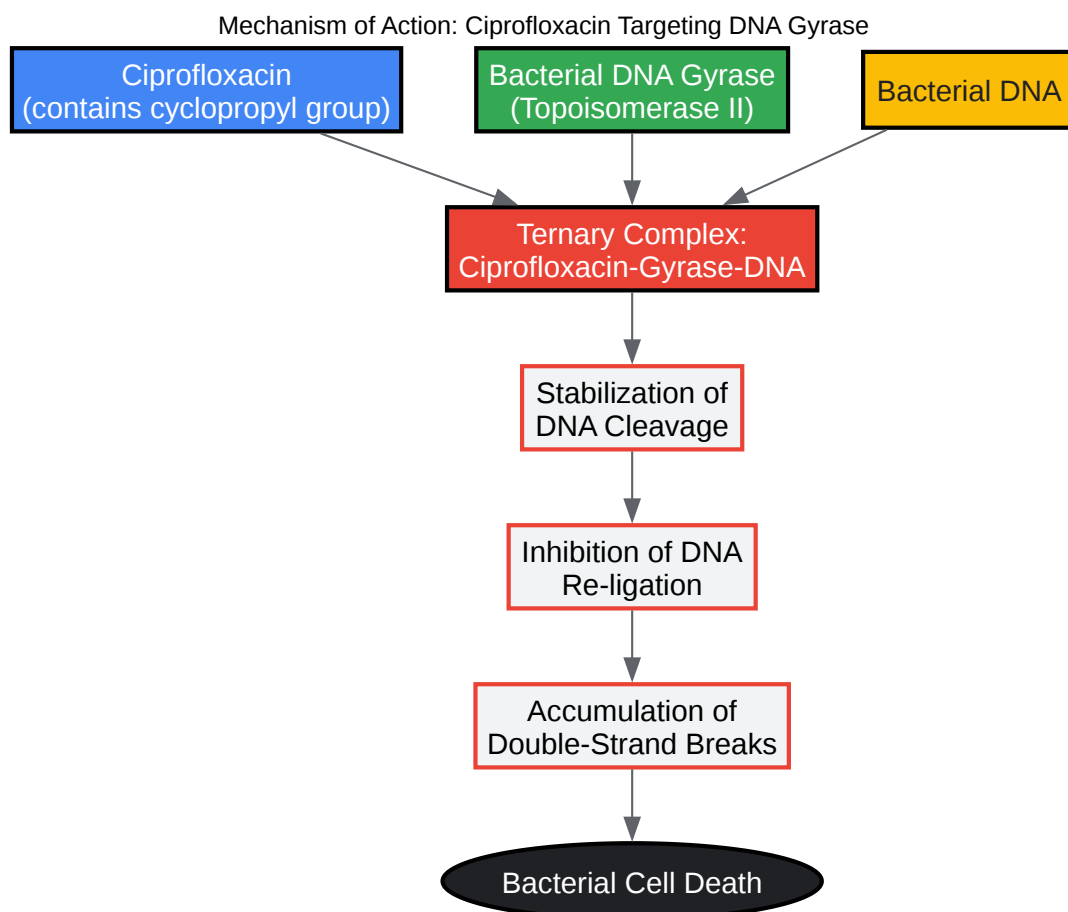 Mechanism of Action: Ciprofloxacin Targeting DNA Gyrase
Ciprofloxacin
(contains cyclopropyl group)
Bacterial DNA Gyrase
(Topoisomerase II)
Bacterial DNA
Ternary Complex:
Ciprofloxacin-Gyrase-DNA
Stabilization of
DNA Cleavage
Inhibition of DNA
Re-ligation
Accumulation of
Double-Strand Breaks
Bacterial Cell Death